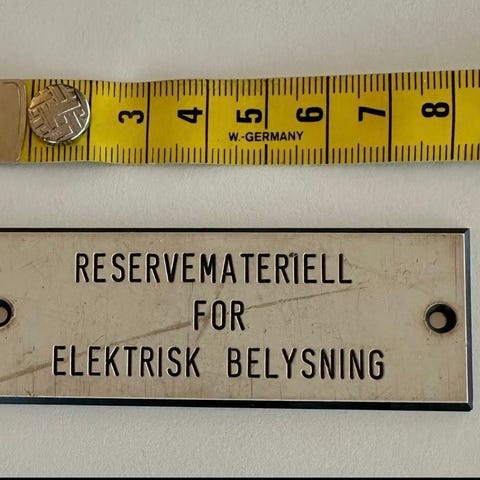 3 4 5 6 7 8
W.-GERMANY
RESERVEMATERIELL
FOR
ELEKTRISK BELYSNING